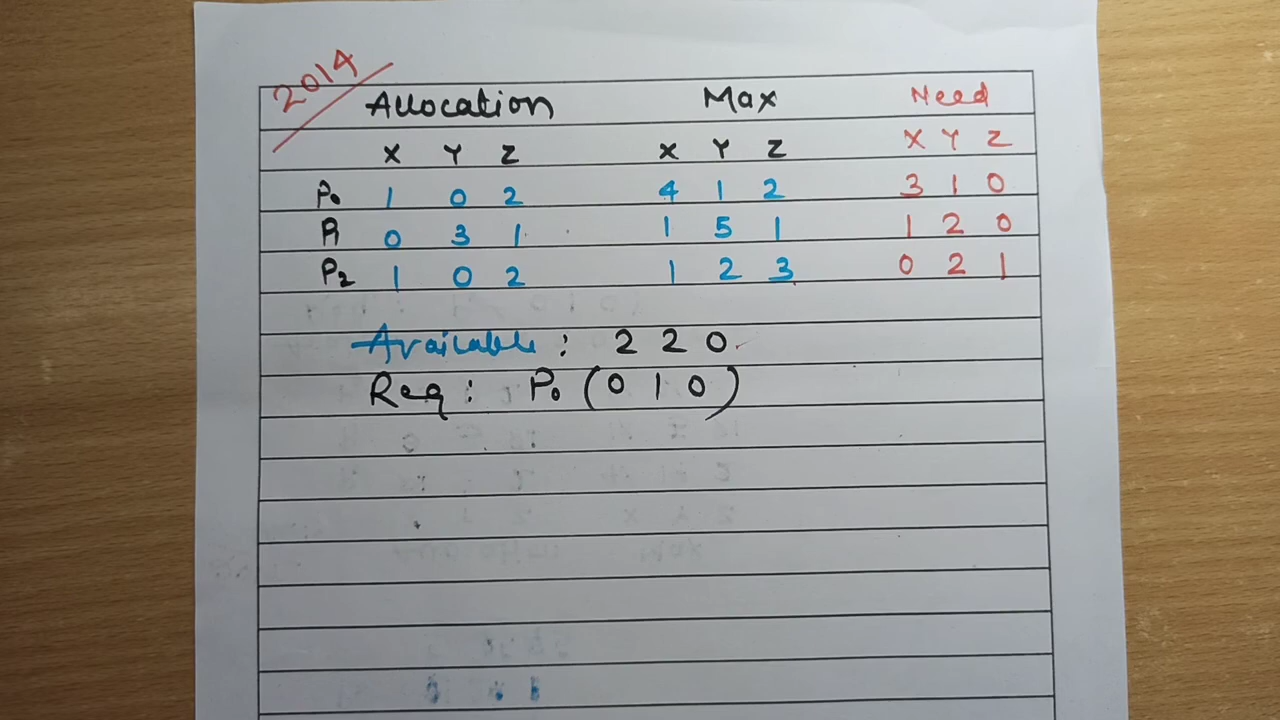 2014
Allocation Max Need
X Y Z X Y Z X Y Z
P0 1 0 2 4 1 2 3 1 0
P1 0 3 1 1 5 1 1 2 0
P2 1 0 2 1 2 3 0 2 1
Available : 2 2 0
Req : P0 (0 1 0)